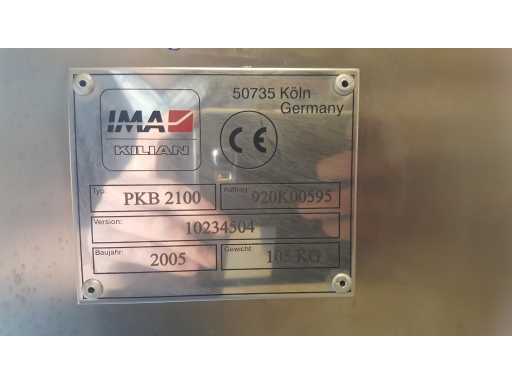 IMA
KILIAN
50735 Köln
Germany
CE
Typ: PKB 2100
Auftrag: 920K00595
Version: 10234504
Baujahr: 2005
Gewicht: 105 KG